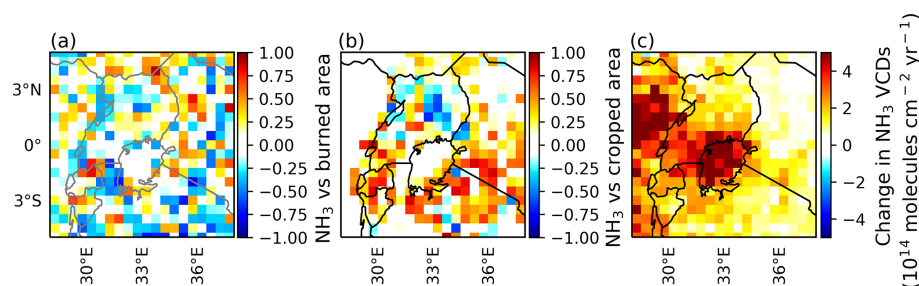 (a)
3°N
0°
3°S
30°E
33°E
36°E
1.00
0.75
0.50
0.25
0.00
−0.25
−0.50
−0.75
−1.00
NH₃ vs burned area
(b)
30°E
33°E
36°E
1.00
0.75
0.50
0.25
0.00
−0.25
−0.50
−0.75
−1.00
NH₃ vs cropped area
(c)
30°E
33°E
36°E
4
2
0
−2
−4
Change in NH₃ VCDs
(10¹⁴ molecules cm⁻² yr⁻¹)